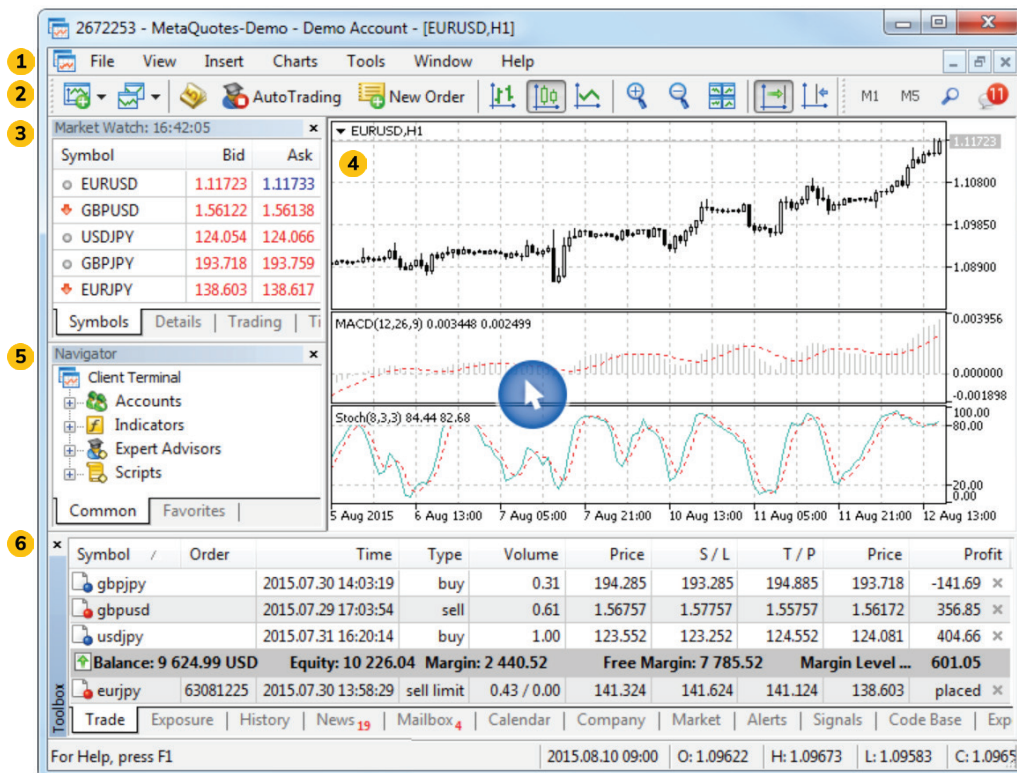 2672253 - MetaQuotes-Demo - Demo Account - [EURUSD,H1]
1
File View Insert Charts Tools Window Help
2
AutoTrading New Order M1 M5 11
3
Market Watch: 16:42:05
Symbol Bid Ask
EURUSD 1.11723 1.11733
GBPUSD 1.56122 1.56138
USDJPY 124.054 124.066
GBPJPY 193.718 193.759
EURJPY 138.603 138.617
Symbols Details | Trading | Ti
4
EURUSD,H1
1.11723
1.10800
1.09850
1.08900
MACD(12,26,9) 0.003448 0.002499
0.003956
0.000000
-0.001898
Stoch(8,3,3) 84.44 82.68
100.00
80.00
20.00
0.00
5 Aug 2015 6 Aug 13:00 7 Aug 05:00 7 Aug 21:00 10 Aug 13:00 11 Aug 05:00 11 Aug 21:00 12 Aug 13:00
5
Navigator
Client Terminal
Accounts
Indicators
Expert Advisors
Scripts
Common Favorites |
6
Symbol / Order Time Type Volume Price S / L T / P Price Profit
gbpjpy 2015.07.30 14:03:19 buy 0.31 194.285 193.285 194.885 193.718 -141.69
gbpusd 2015.07.29 17:03:54 sell 0.61 1.56757 1.57757 1.55757 1.56172 356.85
usdjpy 2015.07.31 16:20:14 buy 1.00 123.552 123.252 124.552 124.081 404.66
Balance: 9 624.99 USD Equity: 10 226.04 Margin: 2 440.52 Free Margin: 7 785.52 Margin Level ... 601.05
eurjpy 63081225 2015.07.30 13:58:29 sell limit 0.43 / 0.00 141.324 141.624 141.124 138.603 placed
Toolbox
Trade Exposure | History | News 19 | Mailbox 4 | Calendar | Company | Market | Alerts | Signals | Code Base | Exp
For Help, press F1 2015.08.10 09:00 O: 1.09622 H: 1.09673 L: 1.09583 C: 1.0965